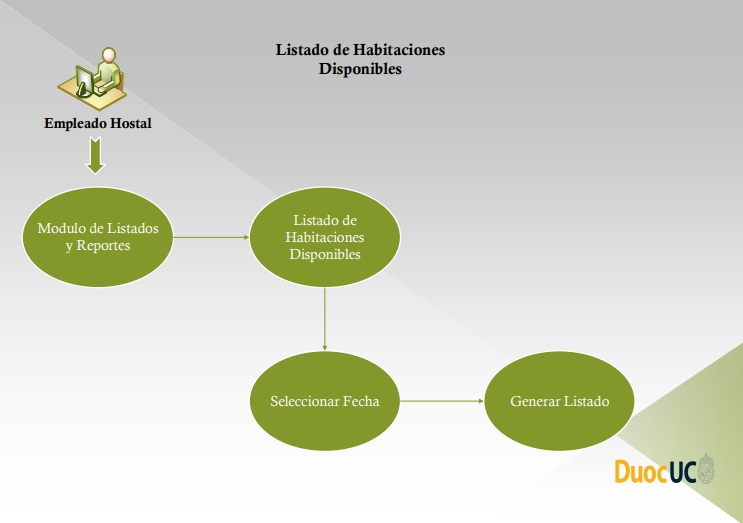 Listado de Habitaciones
Disponibles
Empleado Hostal
Modulo de Listados
y Reportes
Listado de
Habitaciones
Disponibles
Seleccionar Fecha
Generar Listado
DuocUC